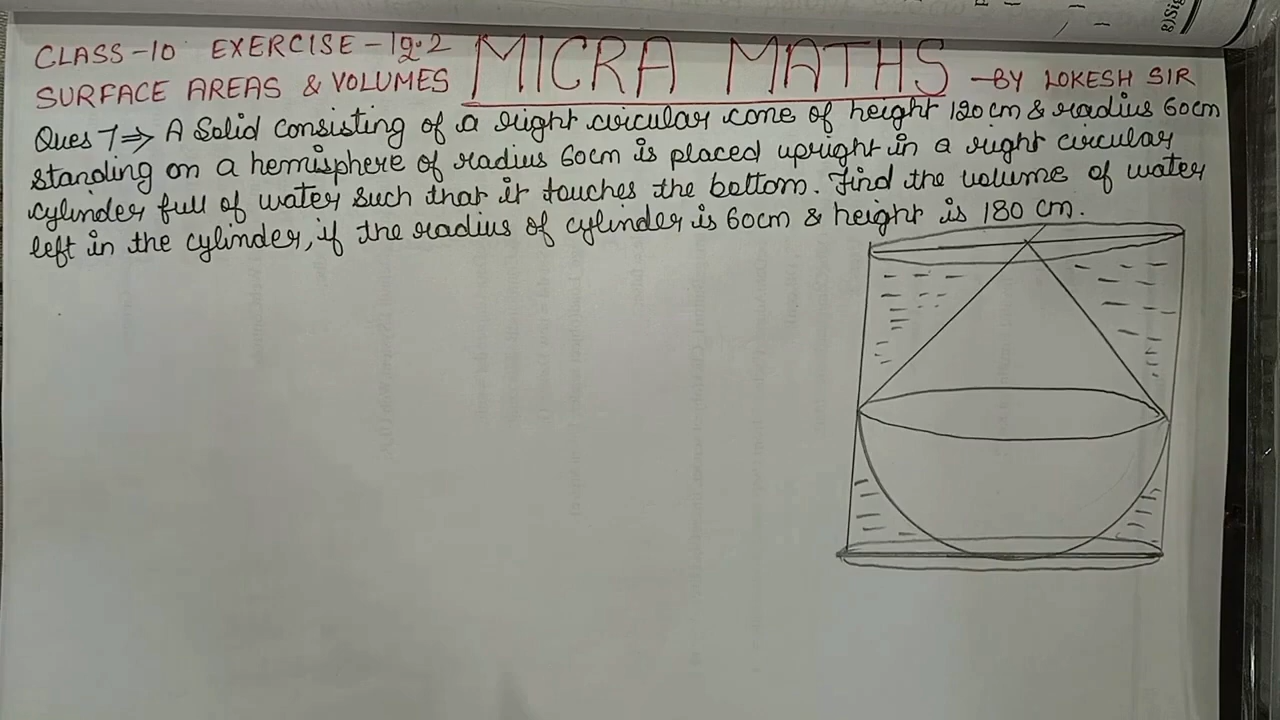 CLASS-10 EXERCISE-12.2 MICRA MATHS -BY LOKESH SIR
SURFACE AREAS & VOLUMES
Ques 7⇒ A Solid consisting of a right circular cone of height 120cm & radius 60cm
standing on a hemisphere of radius 60cm is placed upright in a right circular
cylinder full of water such that it touches the bottom. Find the volume of water
left in the cylinder, if the radius of cylinder is 60cm & height is 180 cm.